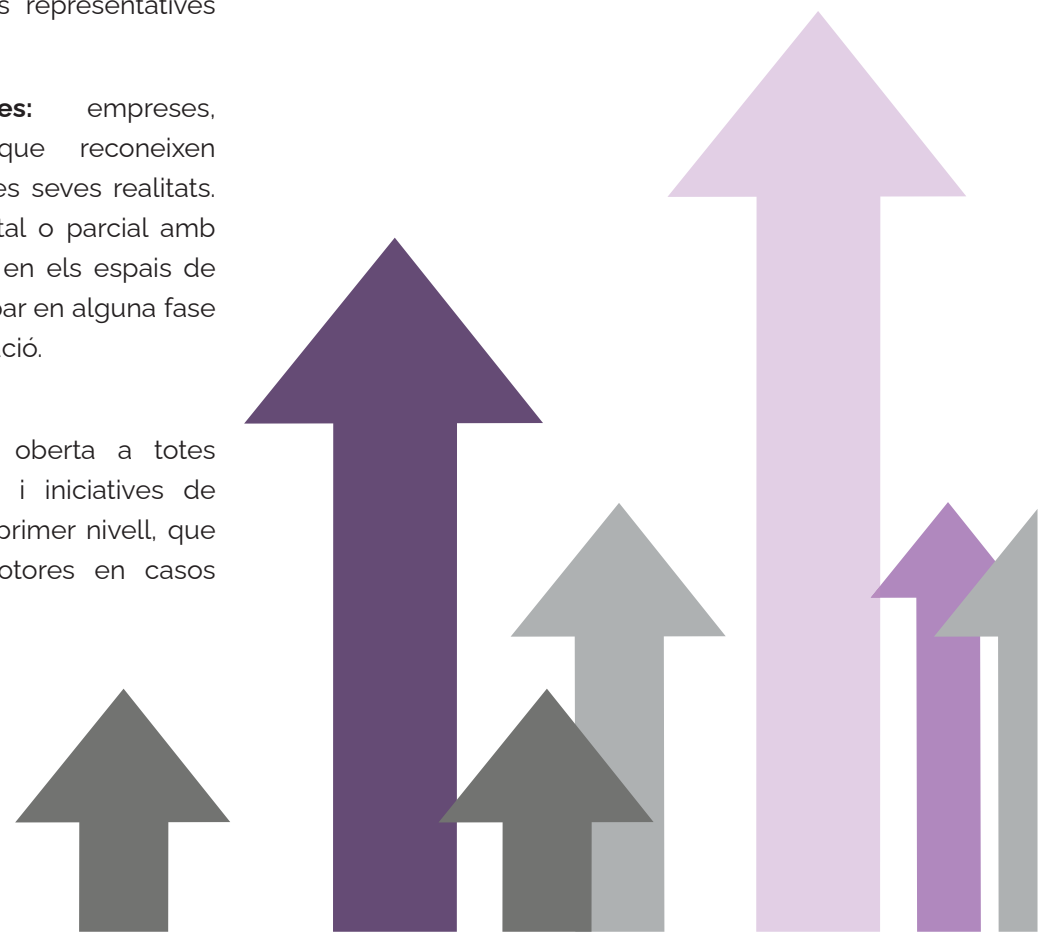 s representatives
es: empreses,
que reconeixen
es seves realitats.
tal o parcial amb
en els espais de
par en alguna fase
ció.
oberta a totes
i iniciatives de
primer nivell, que
otores en casos